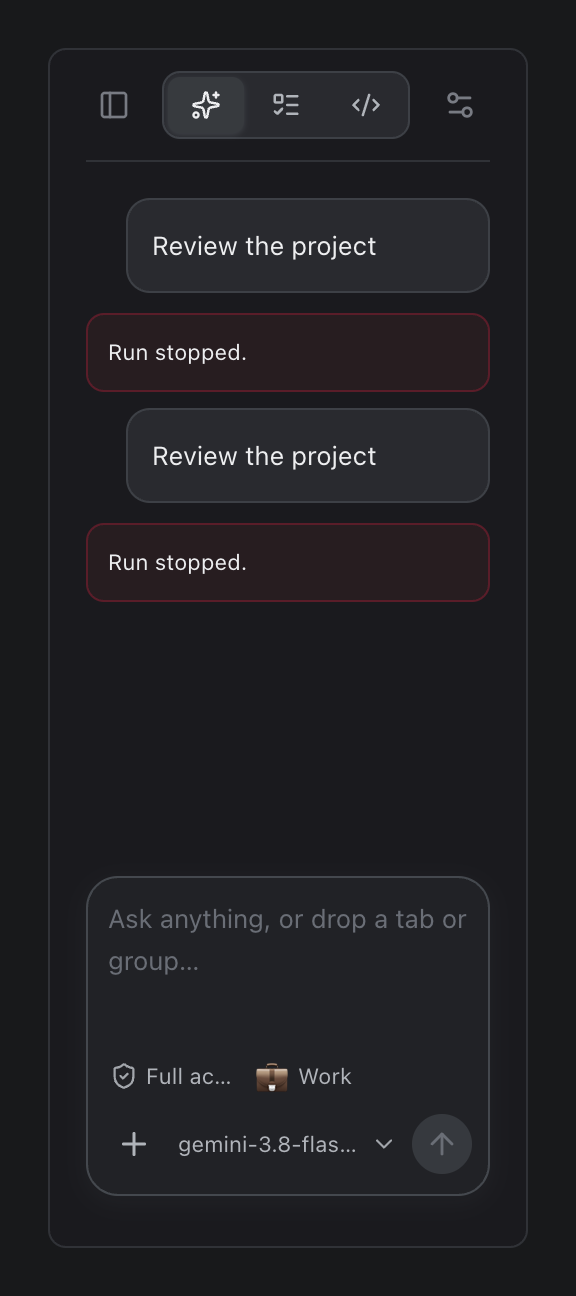 Review the project
Run stopped.
Review the project
Run stopped.
Ask anything, or drop a tab or
group...
Full ac... Work
gemini-3.8-flas...